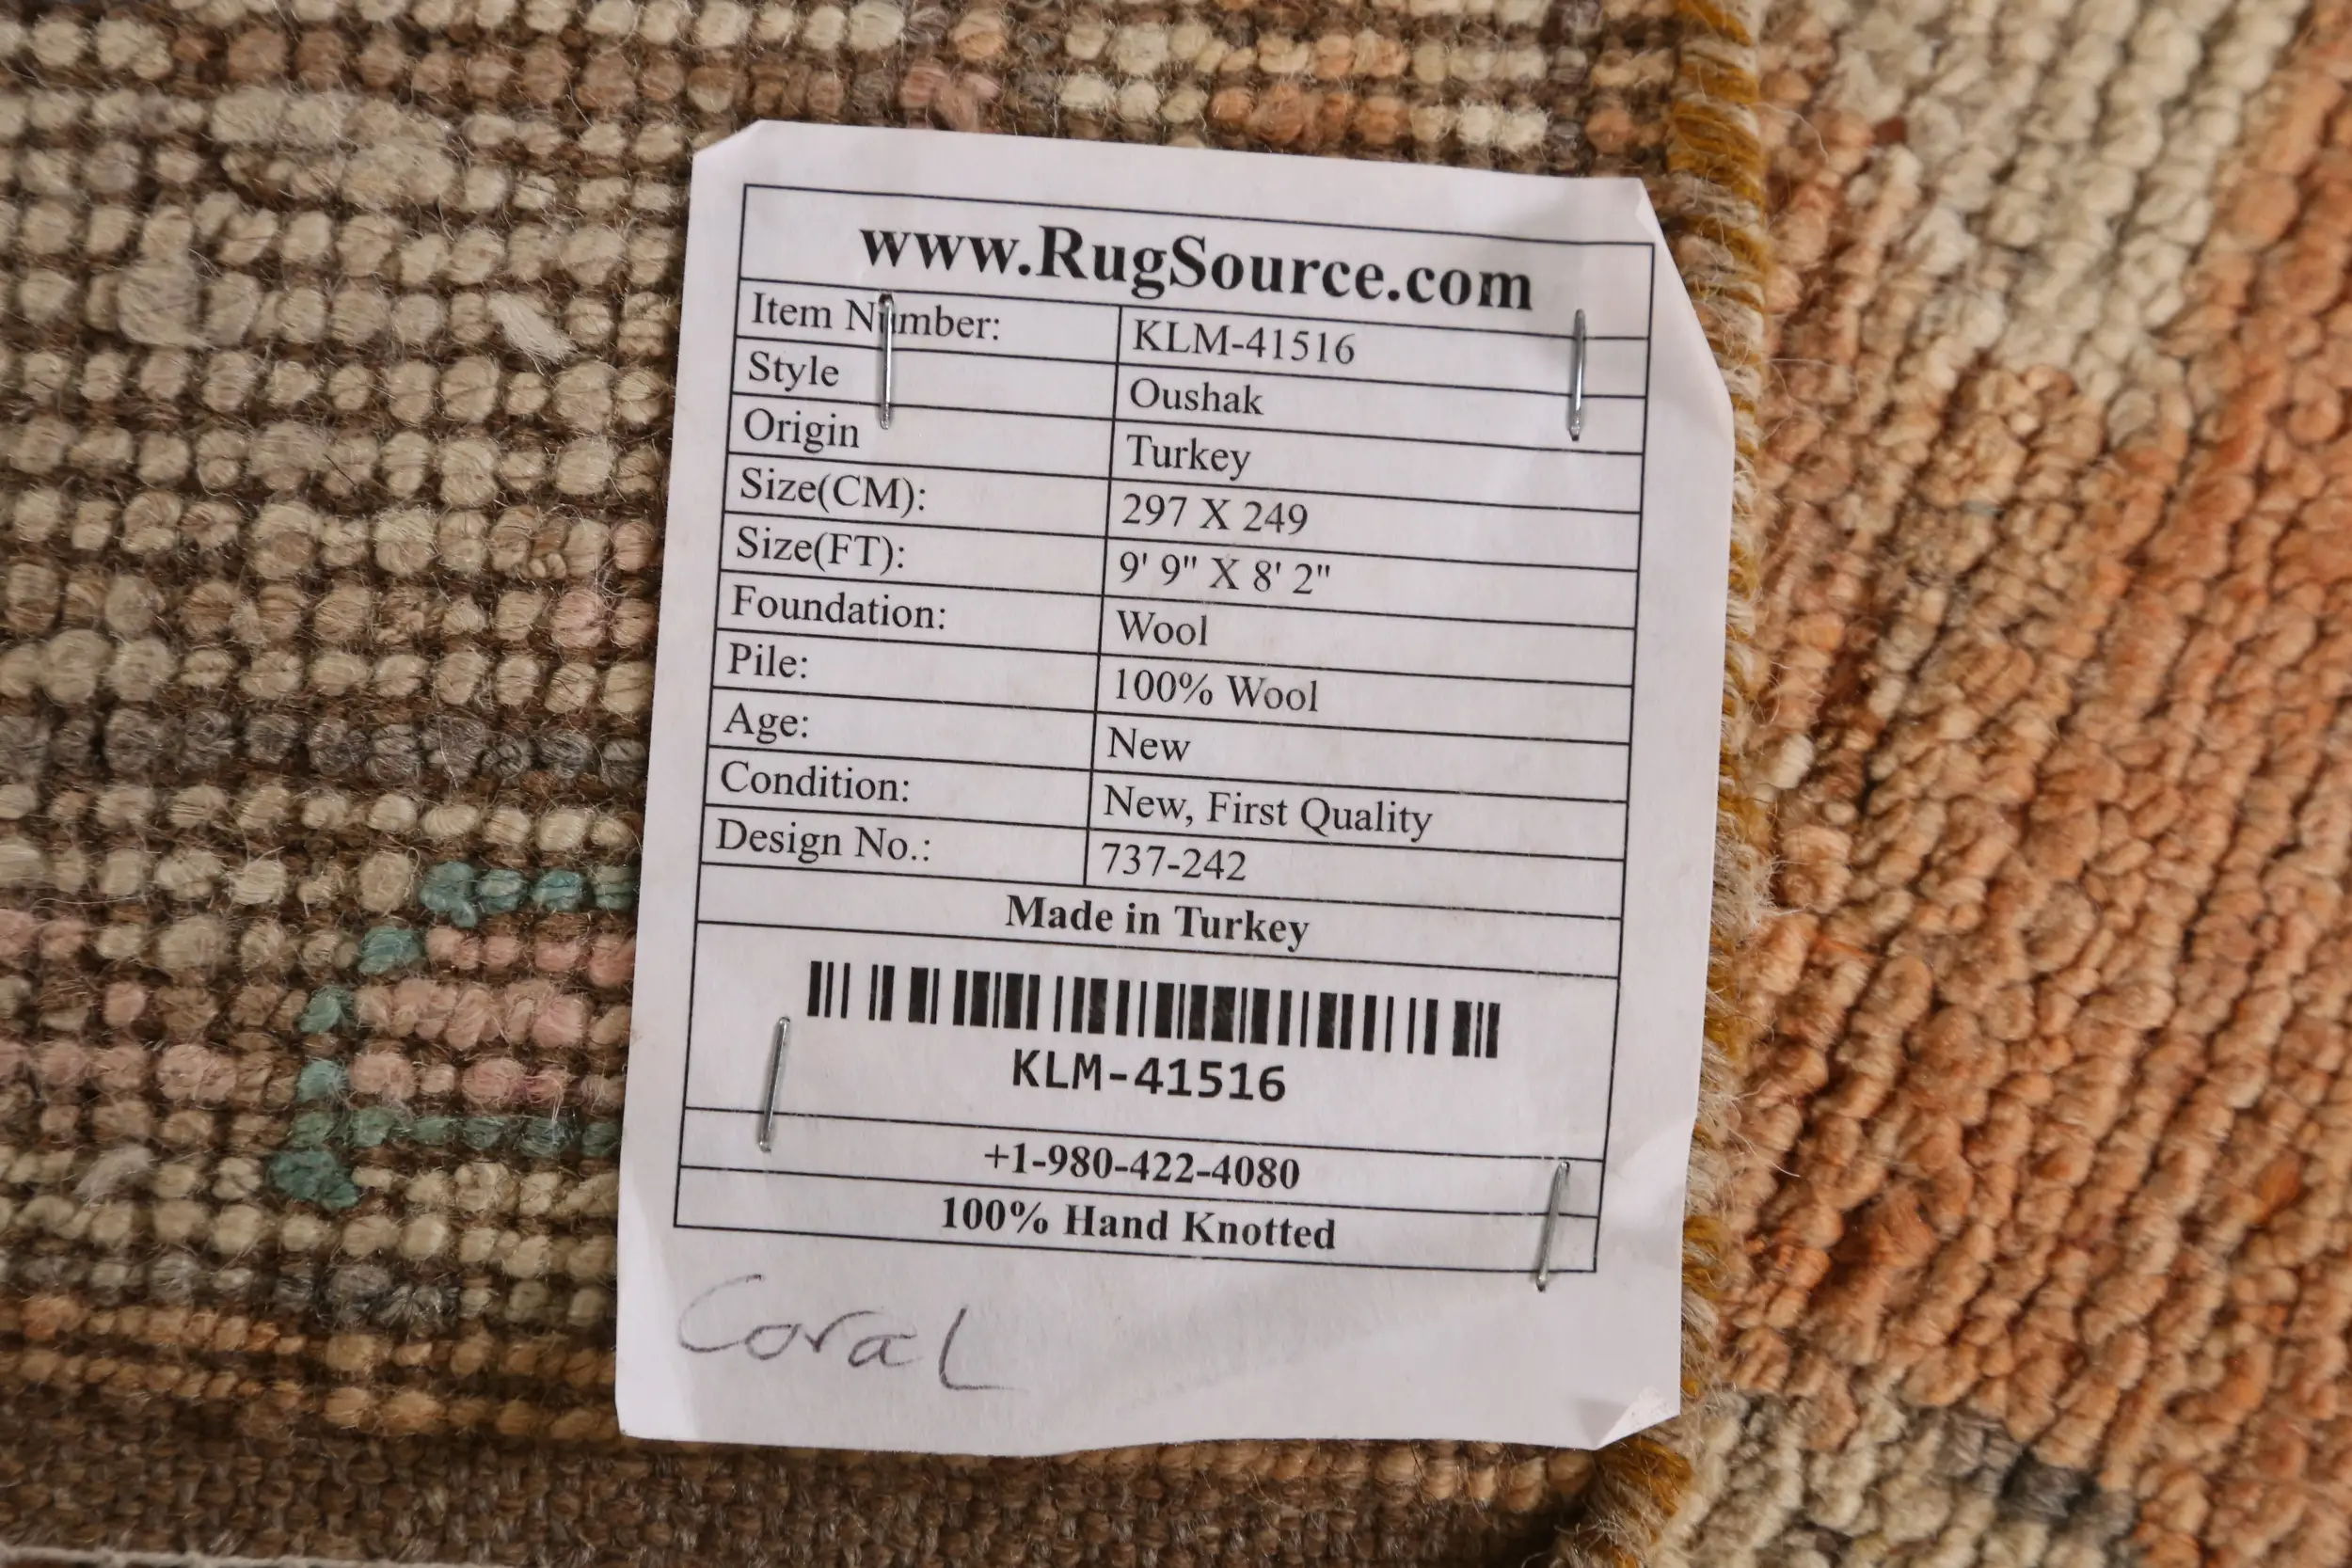 www.RugSource.com
Item Number: KLM-41516
Style Oushak
Origin Turkey
Size(CM): 297 X 249
Size(FT): 9' 9" X 8' 2"
Foundation: Wool
Pile: 100% Wool
Age: New
Condition: New, First Quality
Design No.: 737-242
Made in Turkey
KLM-41516
+1-980-422-4080
100% Hand Knotted
Coral